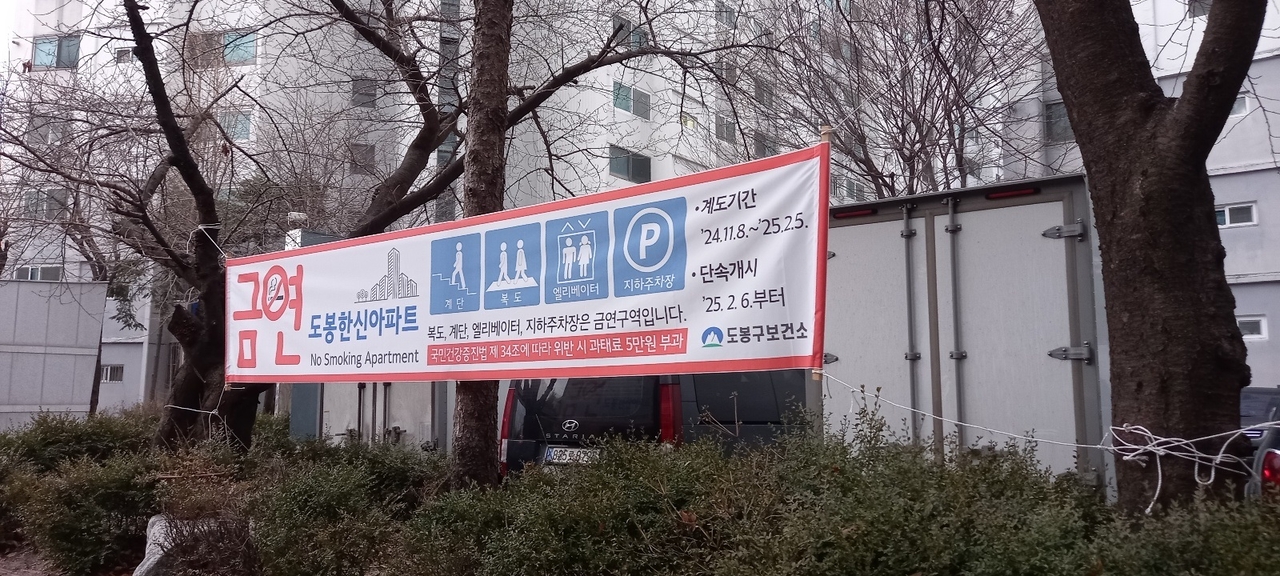 금연
도봉한신아파트
No Smoking Apartment
계단
복도
엘리베이터
P
지하주차장
복도, 계단, 엘리베이터, 지하주차장은 금연구역입니다.
국민건강증진법 제 34조에 따라 위반 시 과태료 5만원 부과
•계도기간
'24.11.8.~'25.2.5.
•단속개시
'25. 2. 6.부터
도봉구보건소
STARIA